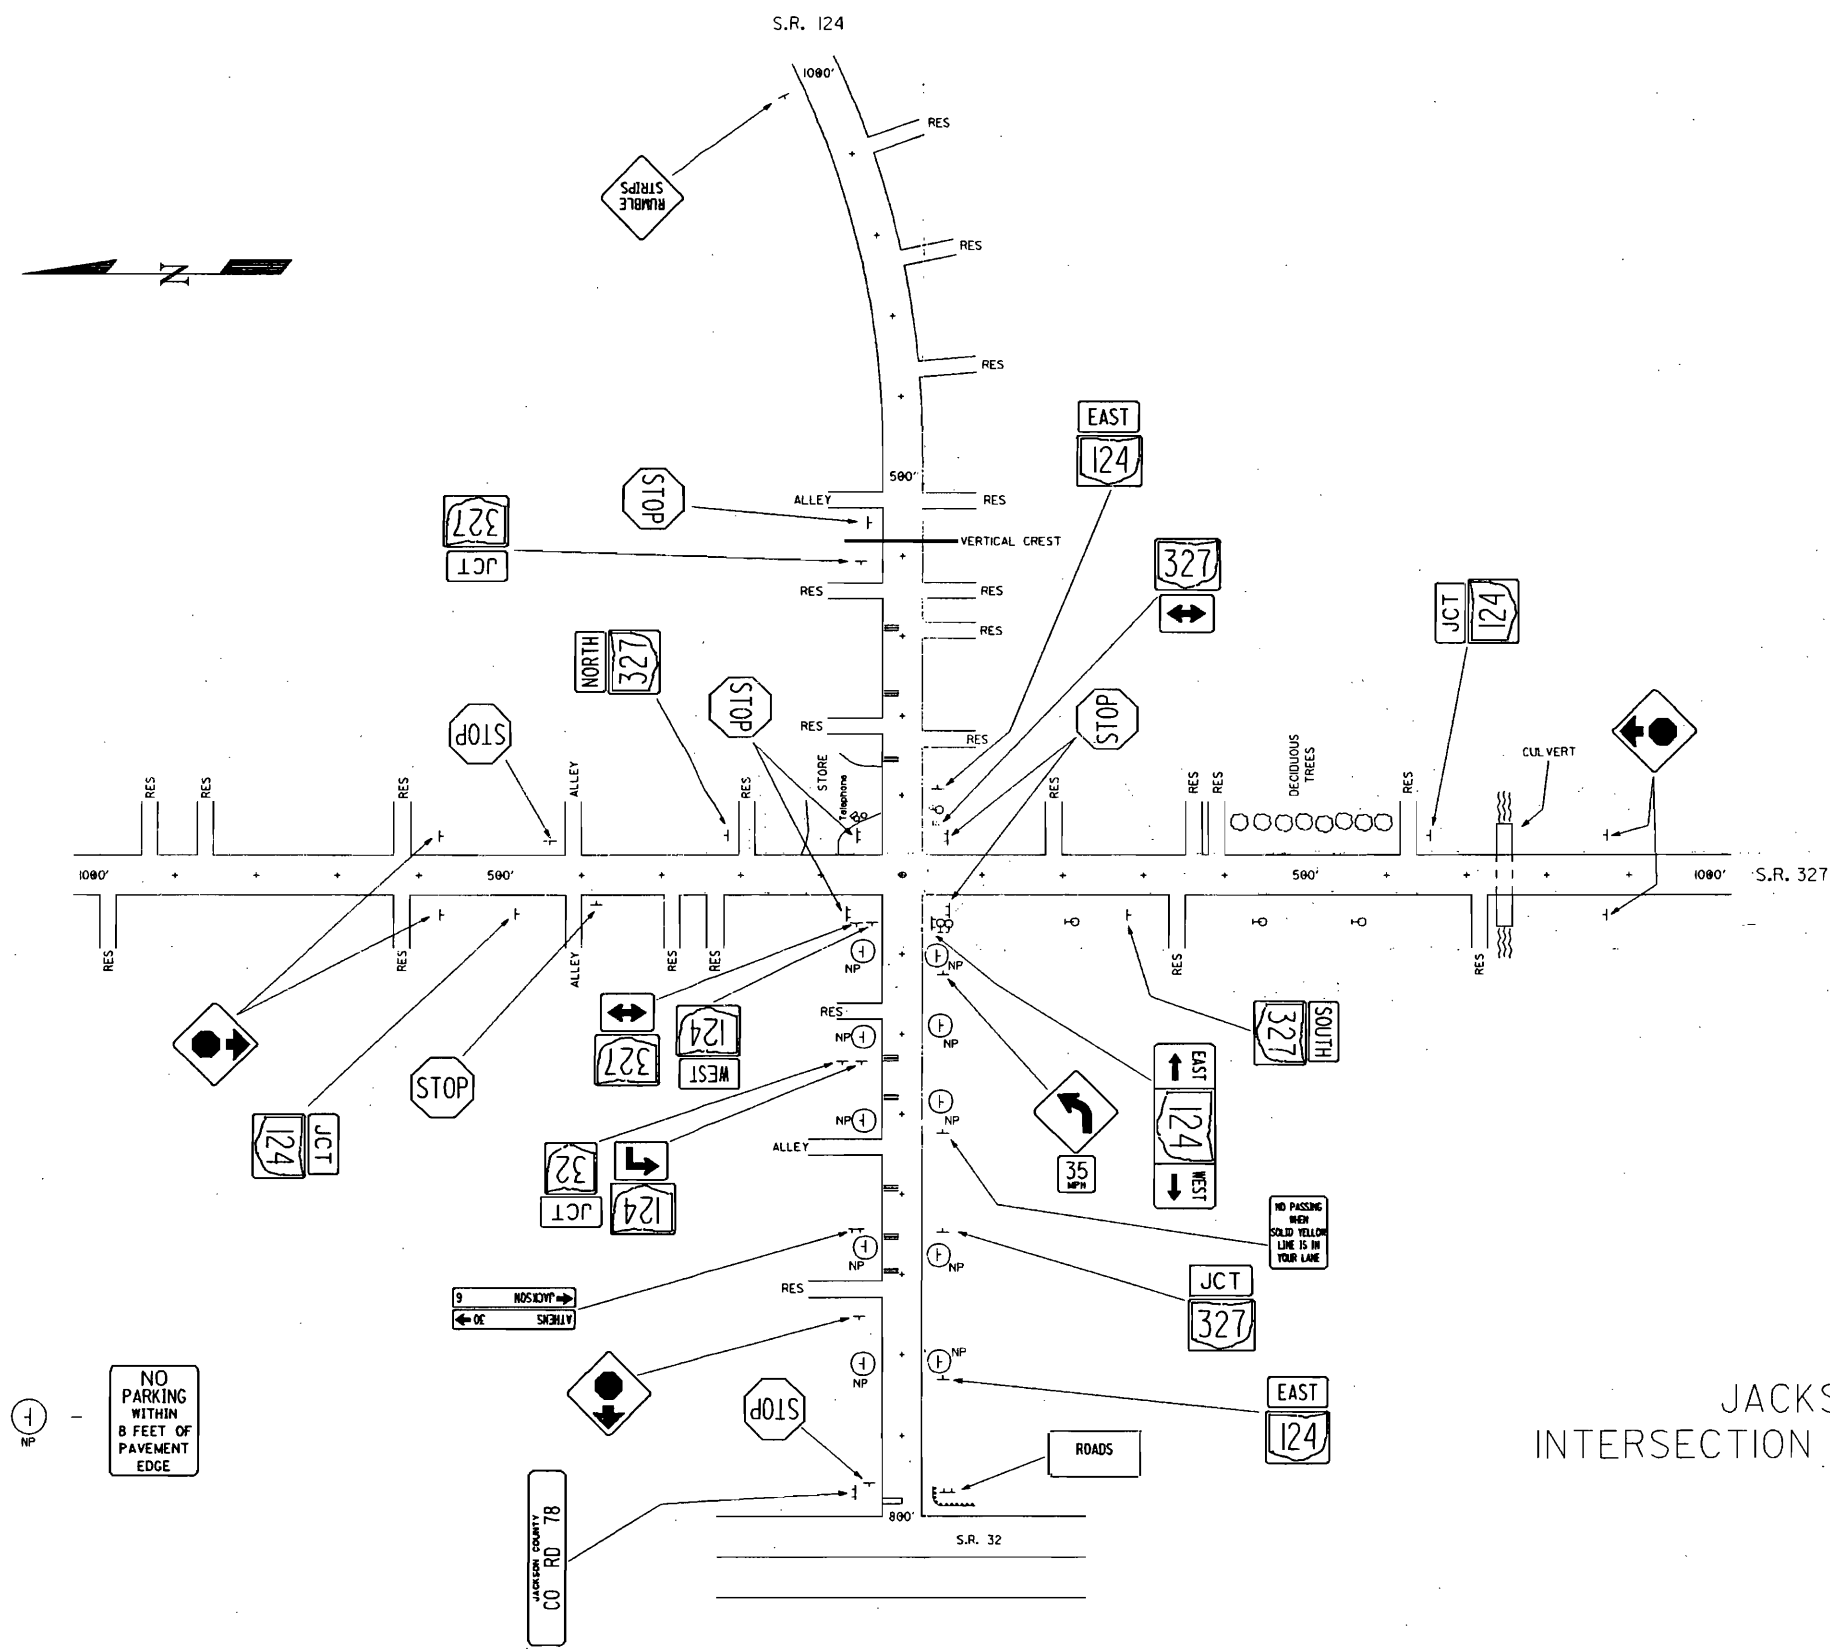 S.R. 124
1000'
RES
RUMBLE
STRIPS
N
RES
RES
EAST
124
500'
STOP
ALLEY
RES
327
JCT
VERTICAL CREST
327
RES
RES
JCT
124
RES
NORTH
327
STOP
STOP
STOP
RES
RES
STORE
Telephone
DECIDUOUS
TREES
CULVERT
RES
RES
RES
ALLEY
RES
RES
RES
RES
RES
1000'
500'
0
500'
1000'
S.R. 327
RES
RES
ALLEY
RES
RES
RES
RES
NP
NP
327
WEST
124
RES
NP
NP
SOUTH
327
EAST
124
WEST
STOP
JCT
124
NP
NP
ALLEY
35
MPH
JCT
32
124
NO PASSING
WHEN
SOLID YELLOW
LINE IS IN
YOUR LANE
NP
NP
JCT
327
RES
JACKSON 6
ATHENS 30
NP
NP
EAST
124
STOP
NO
PARKING
WITHIN
8 FEET OF
PAVEMENT
EDGE
NP
-
JACKS
INTERSECTION
ROADS
JACKSON COUNTY
CO RD 78
800'
S.R. 32